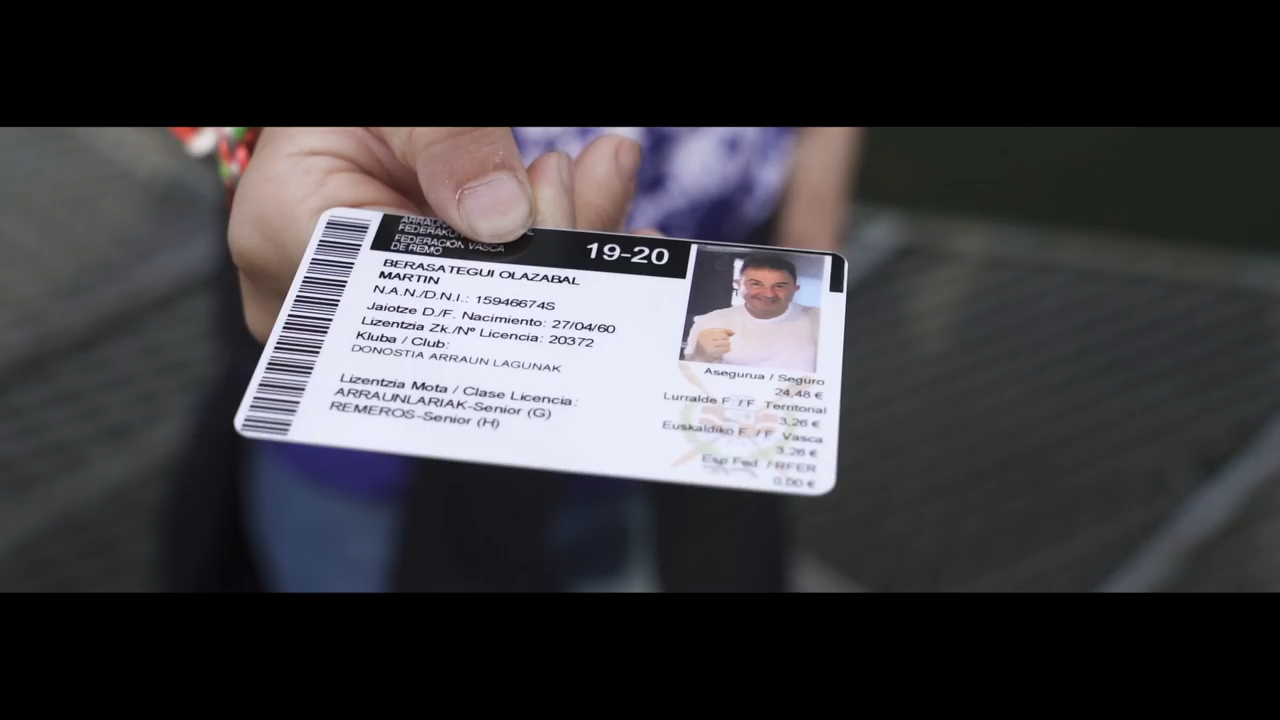 FEDERACIÓN VASCA
DE REMO
19-20
BERASATEGUI OLAZABAL
MARTIN
N.A.N./D.N.I.: 15946674S
Jaiotze D./F. Nacimiento: 27/04/60
Lizentzia Zk./Nº Licencia: 20372
Kluba / Club:
DONOSTIA ARRAUN LAGUNAK
Lizentzia Mota / Clase Licencia:
ARRAUNLARIAK-Senior (G)
REMEROS-Senior (H)
Asegurua / Seguro
24,48 €
Lurralde F. / F. Territorial
3,26 €
Euskaldiko F. / F. Vasca
3,26 €
Esp.Fed. / RFER
0,00 €